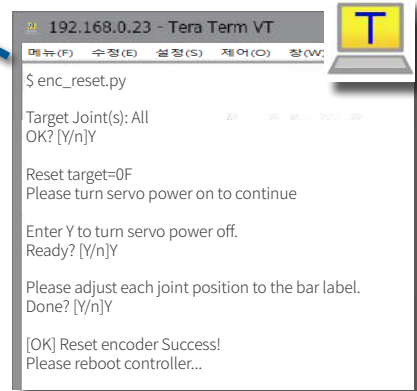 192.168.0.23 - Tera Term VT
T
메뉴(F) 수정(E) 설정(S) 제어(O) 창(W)
$ enc_reset.py
Target Joint(s): All
OK? [Y/n]Y
Reset target=0F
Please turn servo power on to continue
Enter Y to turn servo power off.
Ready? [Y/n]Y
Please adjust each joint position to the bar label.
Done? [Y/n]Y
[OK] Reset encoder Success!
Please reboot controller...